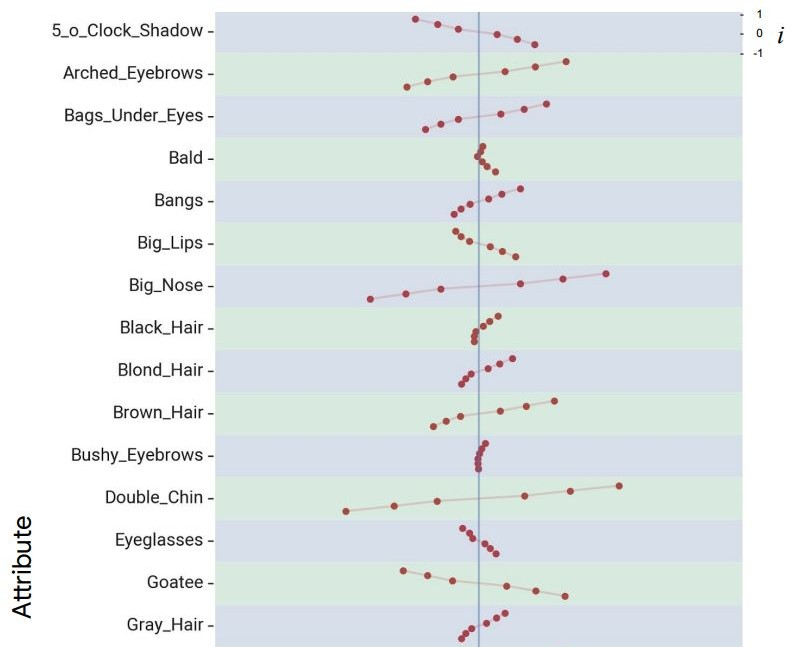 5_o_Clock_Shadow
Arched_Eyebrows
Bags_Under_Eyes
Bald
Bangs
Big_Lips
Big_Nose
Black_Hair
Blond_Hair
Brown_Hair
Bushy_Eyebrows
Double_Chin
Eyeglasses
Goatee
Gray_Hair
Attribute
1
0
-1
i